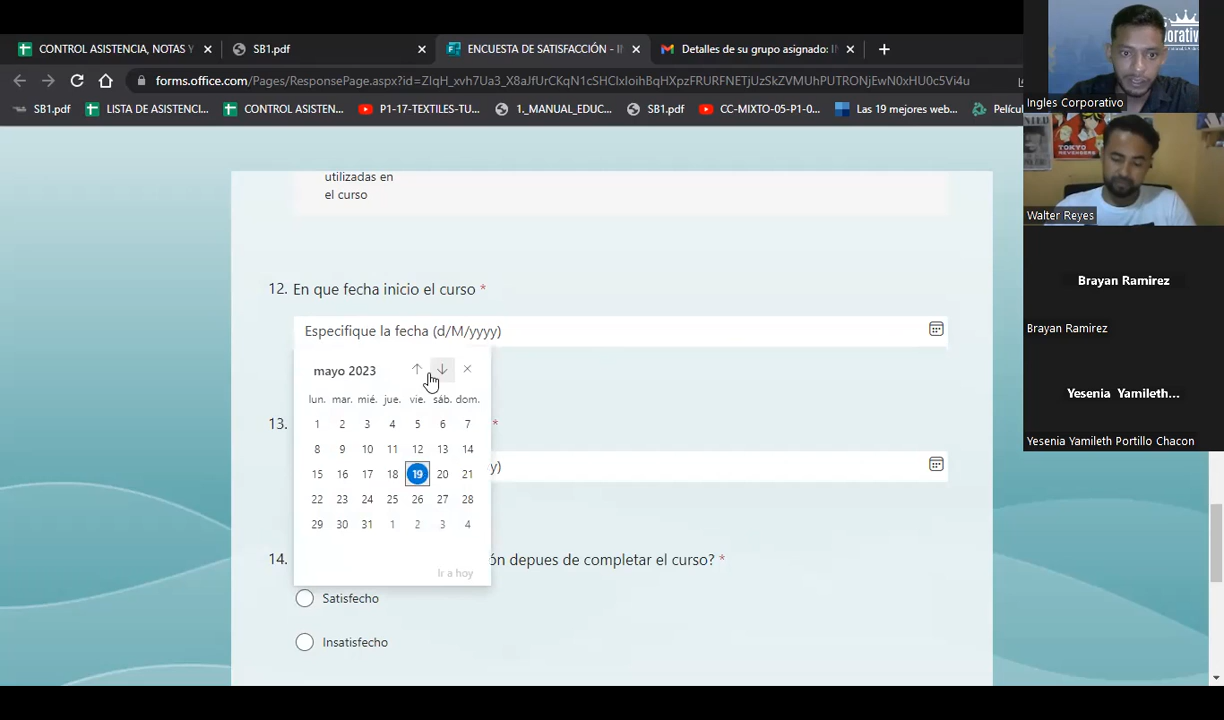 CONTROL ASISTENCIA, NOTAS Y
SB1.pdf
ENCUESTA DE SATISFACCIÓN - I
Detalles de su grupo asignado: I
forms.office.com/Pages/ResponsePage.aspx?id=ZIqH_xvh7Ua3_X8aJfUrCKqN1cSHClxIoihBqHXpzFRURFNETjUzSkZVMUhPUTRONjEwN0xHU0c5Vi4u
SB1.pdf
LISTA DE ASISTENCI...
CONTROL ASISTEN...
P1-17-TEXTILES-TU...
1._MANUAL_EDUC...
SB1.pdf
CC-MIXTO-05-P1-0...
Las 19 mejores web...
Películ
utilizadas en
el curso
12. En que fecha inicio el curso *
Especifique la fecha (d/M/yyyy)
mayo 2023
lun. mar. mié. jue. vie. sáb. dom.
1 2 3 4 5 6 7
8 9 10 11 12 13 14
15 16 17 18 19 20 21
22 23 24 25 26 27 28
29 30 31 1 2 3 4
Ir a hoy
13. *
y)
14. ón depues de completar el curso? *
Satisfecho
Insatisfecho
Ingles Corporativo
Walter Reyes
Brayan Ramirez
Brayan Ramirez
Yesenia Yamileth...
Yesenia Yamileth Portillo Chacon
TOKYO
REVENGERS